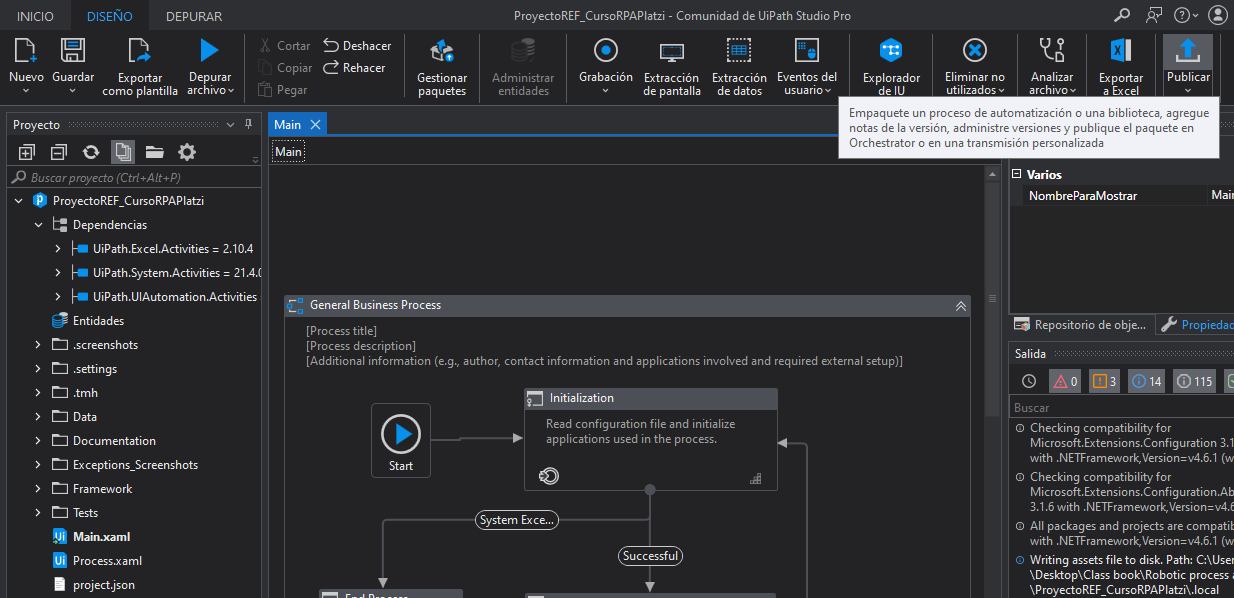 INICIO
DISEÑO
DEPURAR
ProyectoREF_CursoRPAPlatzi - Comunidad de UiPath Studio Pro
Nuevo
Guardar
Exportar
como plantilla
Depurar
archivo
Cortar
Copiar
Pegar
Deshacer
Rehacer
Gestionar
paquetes
Administrar
entidades
Grabación
Extracción
de pantalla
Extracción
de datos
Eventos del
usuario
Explorador
de IU
Eliminar no
utilizados
Analizar
archivo
Exportar
a Excel
Publicar
Empaquete un proceso de automatización o una biblioteca, agregue
notas de la versión, administre versiones y publique el paquete en
Orchestrator o en una transmisión personalizada
Proyecto
Buscar proyecto (Ctrl+Alt+P)
ProyectoREF_CursoRPAPlatzi
Dependencias
UiPath.Excel.Activities = 2.10.4
UiPath.System.Activities = 21.4.0
UiPath.UIAutomation.Activities
Entidades
.screenshots
.settings
.tmh
Data
Documentation
Exceptions_Screenshots
Framework
Tests
Main.xaml
Process.xaml
project.json
Main
Main
General Business Process
[Process title]
[Process description]
[Additional information (e.g., author, contact information and applications involved and required external setup)]
Start
Initialization
Read configuration file and initialize
applications used in the process.
System Exce...
Successful
End Process
Varios
NombreParaMostrar
Main
Repositorio de obje...
Propiedad
Salida
0
3
14
115
Buscar
Checking compatibility for
Microsoft.Extensions.Configuration 3.1
with .NETFramework,Version=v4.6.1 (w
Checking compatibility for
Microsoft.Extensions.Configuration.Ab
3.1.6 with .NETFramework,Version=v4.6
All packages and projects are compatib
with .NETFramework,Version=v4.6.1 (w
Writing assets file to disk. Path: C:\User
\Desktop\Class book\Robotic process a
\ProyectoREF_CursoRPAPlatzi\.local